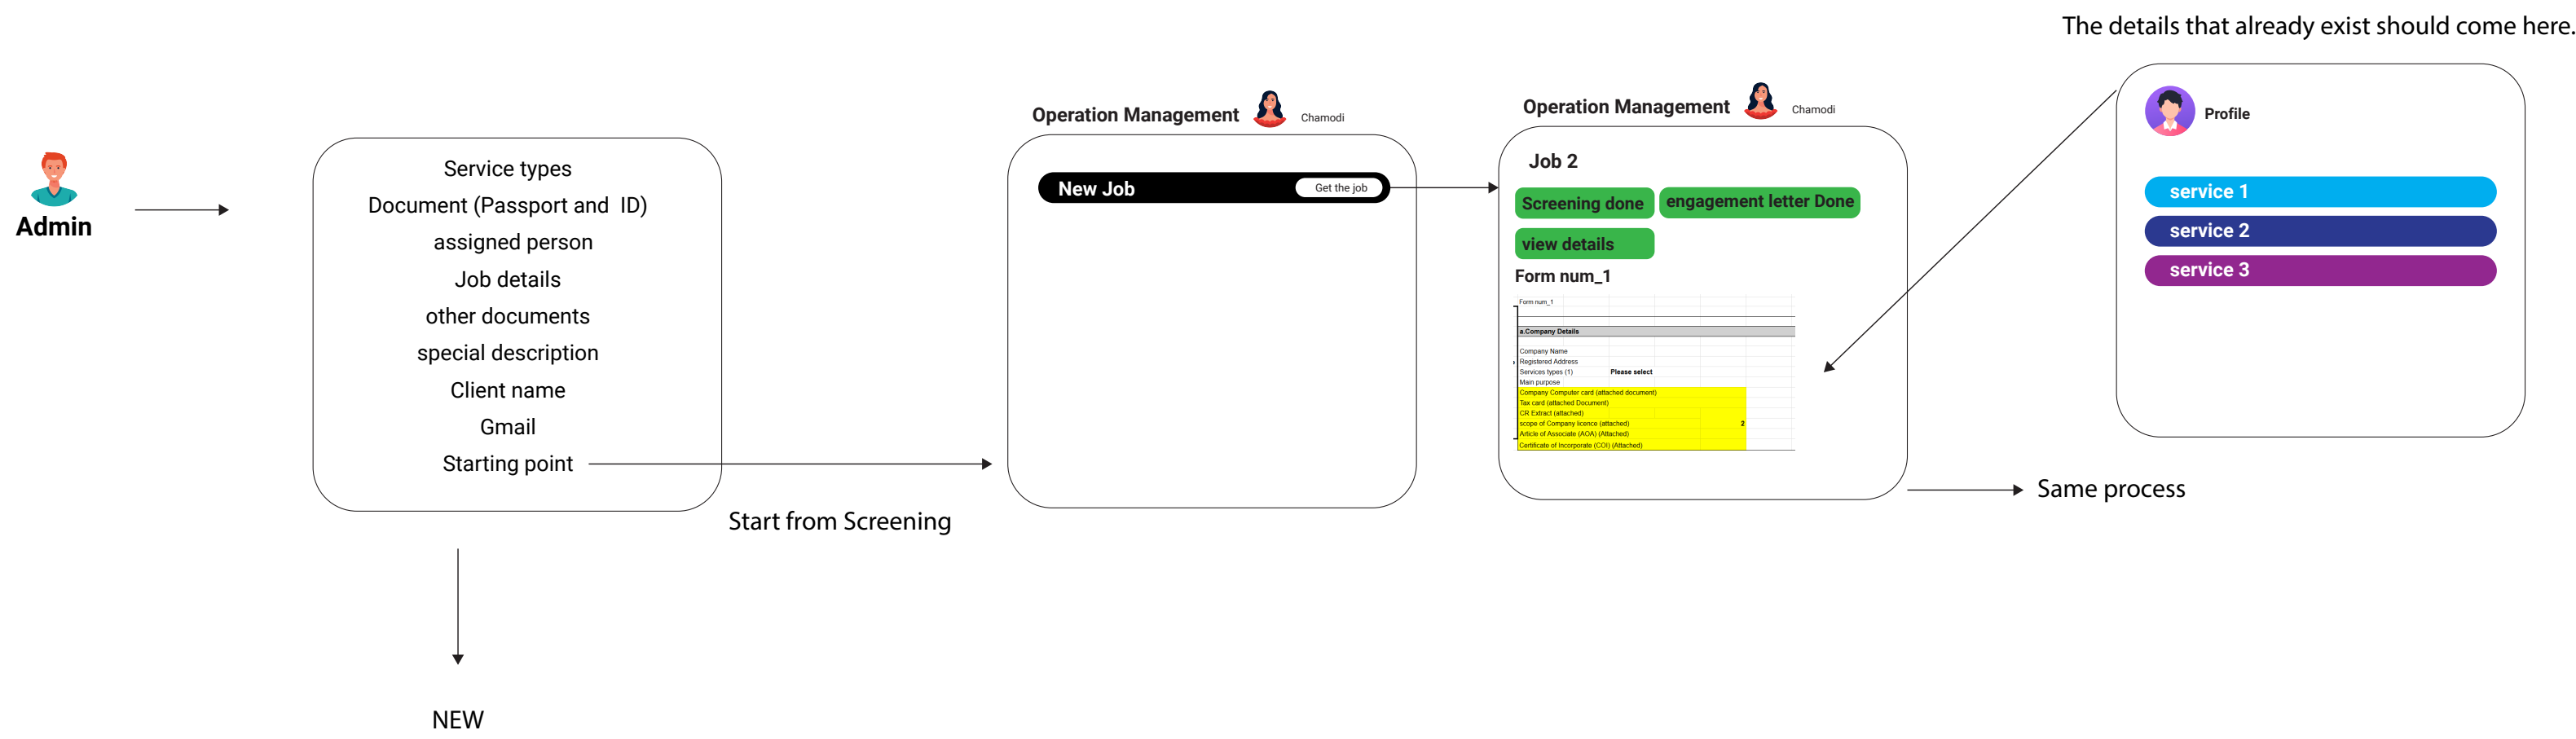 The details that already exist should come here.
Admin
Service types
Document (Passport and ID)
assigned person
Job details
other documents
special description
Client name
Gmail
Starting point
Start from Screening
NEW
Operation Management
Chamodi
New Job
Get the job
Operation Management
Chamodi
Job 2
Screening done
engagement letter Done
view details
Form num_1
Form num_1
a.Company Details
Company Name
Registered Address
Services types (1) Please select
Main purpose
Company Computer card (attached document)
Tax card (attached Document)
CR Extract (attached)
scope of Company licence (attached) 2
Article of Associate (AOA) (Attached)
Certificate of Incorporate (COI) (Attached)
Same process
Profile
service 1
service 2
service 3